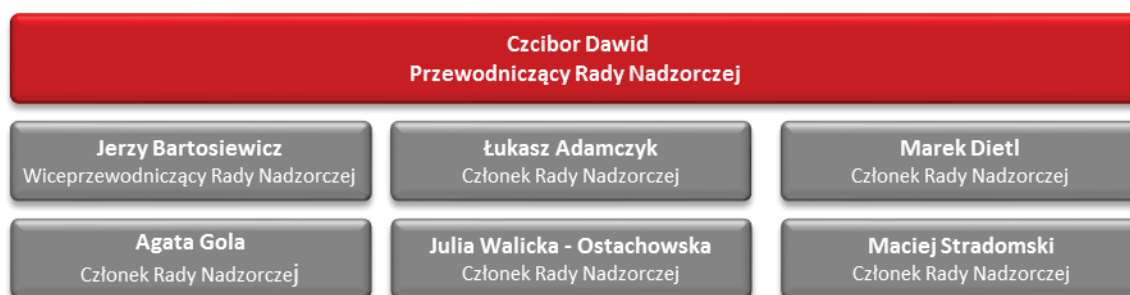 Czcibor Dawid
Przewodniczący Rady Nadzorczej
Jerzy Bartosiewicz
Wiceprzewodniczący Rady Nadzorczej
Łukasz Adamczyk
Członek Rady Nadzorczej
Marek Dietl
Członek Rady Nadzorczej
Agata Gola
Członek Rady Nadzorczej
Julia Walicka - Ostachowska
Członek Rady Nadzorczej
Maciej Stradomski
Członek Rady Nadzorczej